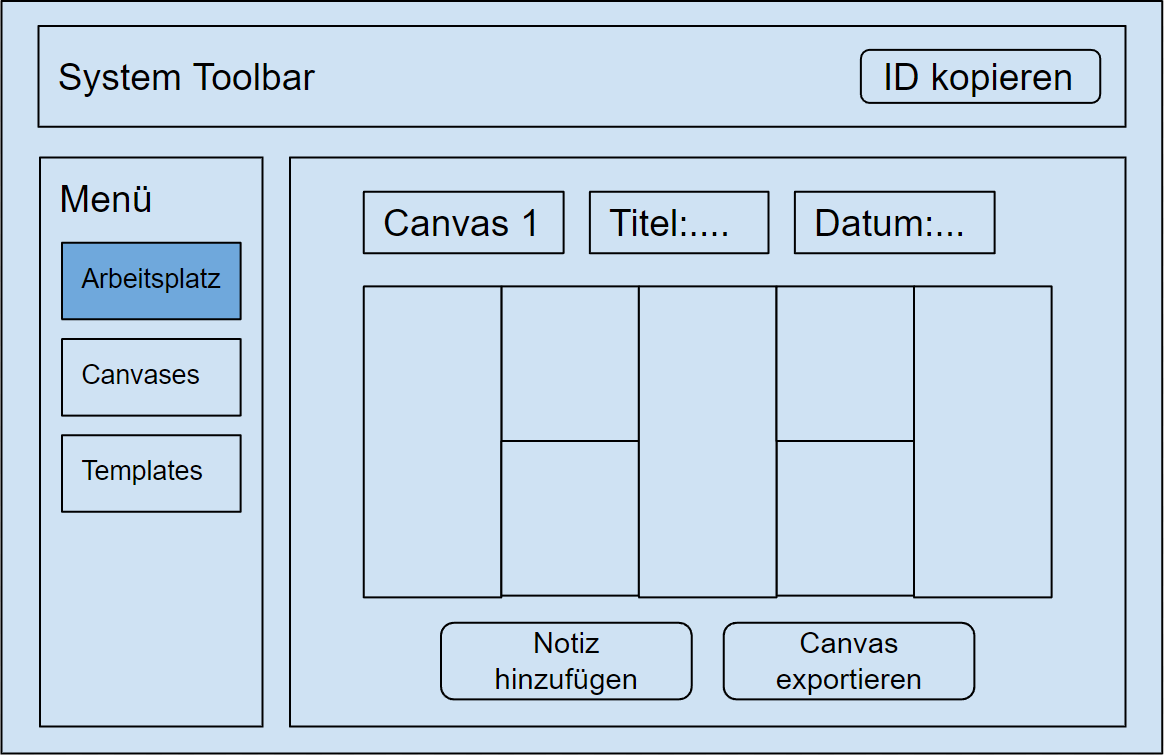 System Toolbar
ID kopieren
Menü
Arbeitsplatz
Canvases
Templates
Canvas 1
Titel:....
Datum:...
Notiz
hinzufügen
Canvas
exportieren